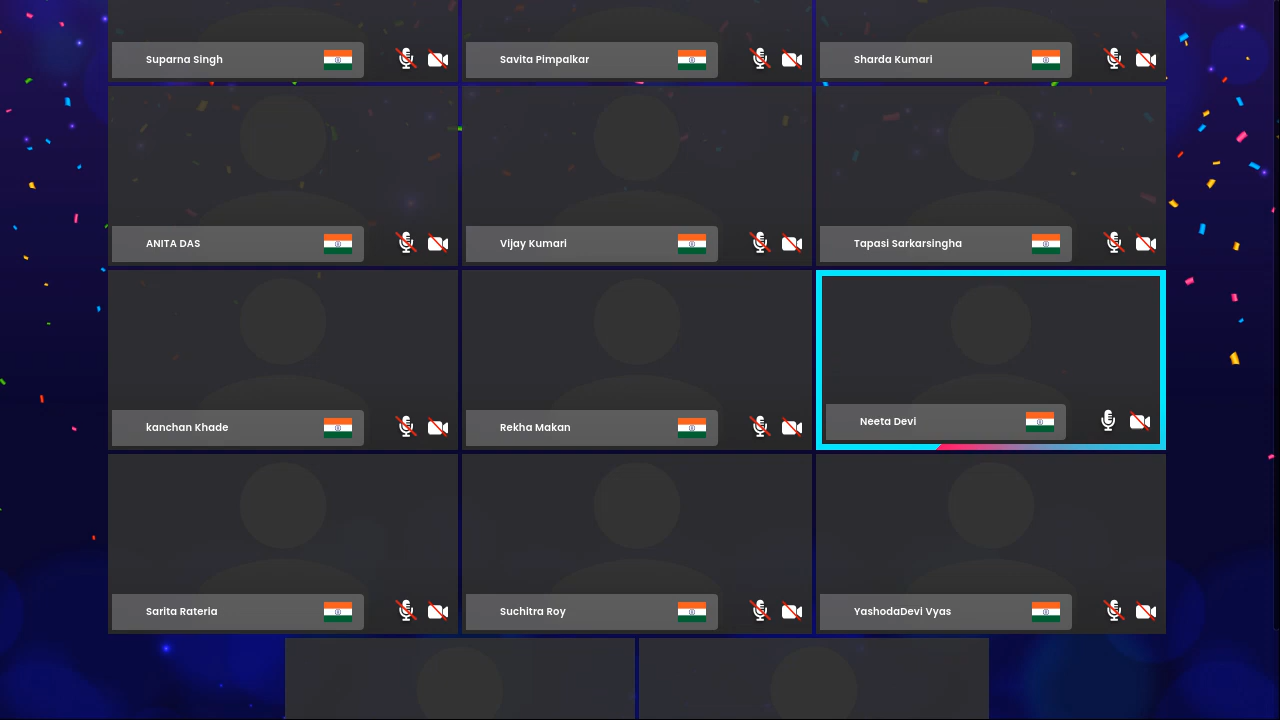 Suparna Singh
Savita Pimpalkar
Sharda Kumari
ANITA DAS
Vijay Kumari
Tapasi Sarkarsingha
kanchan Khade
Rekha Makan
Neeta Devi
Sarita Rateria
Suchitra Roy
YashodaDevi Vyas